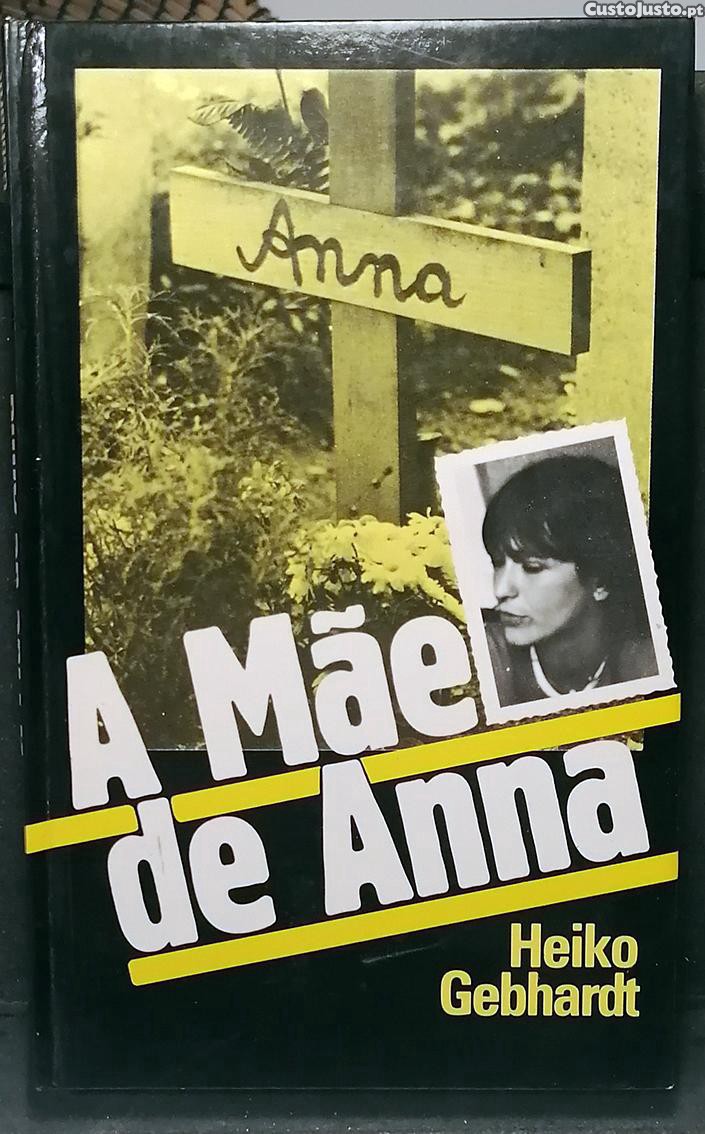 CustoJusto.pt
Anna
A Mãe
de Anna
Heiko
Gebhardt